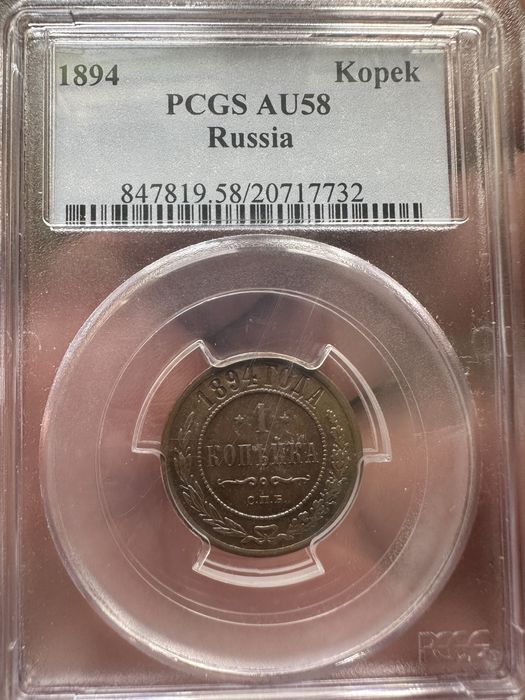 1894 Kopek
PCGS AU58
Russia
847819.58/20717732
1894 ГОДА
* 1 *
КОПѢЙКА
С.П.Б.
PCGS